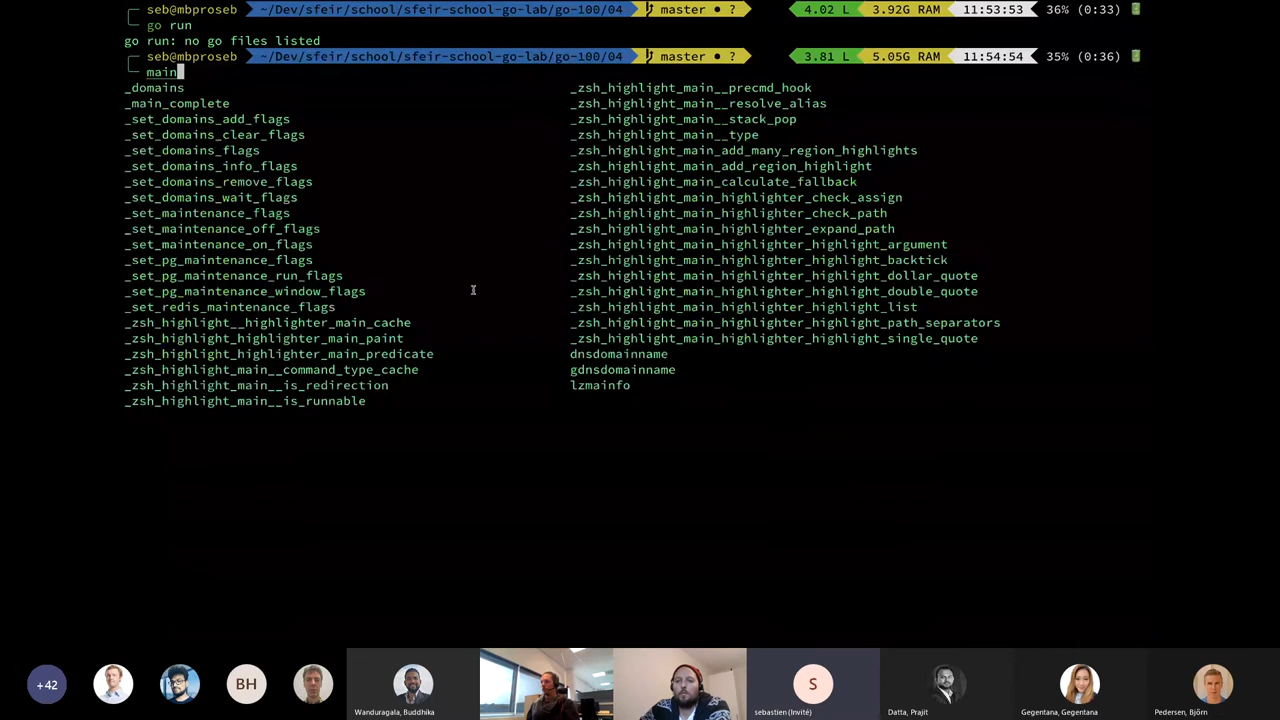 seb@mbproseb ~/Dev/sfeir/school/sfeir-school-go-lab/go-100/04 master ● ? 4.02 L 3.92G RAM 11:53:53 36% (0:33)
go run
go run: no go files listed
seb@mbproseb ~/Dev/sfeir/school/sfeir-school-go-lab/go-100/04 master ● ? 3.81 L 5.05G RAM 11:54:54 35% (0:36)
main
_domains _zsh_highlight_main__precmd_hook
_main_complete _zsh_highlight_main__resolve_alias
_set_domains_add_flags _zsh_highlight_main__stack_pop
_set_domains_clear_flags _zsh_highlight_main__type
_set_domains_flags _zsh_highlight_main_add_many_region_highlights
_set_domains_info_flags _zsh_highlight_main_add_region_highlight
_set_domains_remove_flags _zsh_highlight_main_calculate_fallback
_set_domains_wait_flags _zsh_highlight_main_highlighter_check_assign
_set_maintenance_flags _zsh_highlight_main_highlighter_check_path
_set_maintenance_off_flags _zsh_highlight_main_highlighter_expand_path
_set_maintenance_on_flags _zsh_highlight_main_highlighter_highlight_argument
_set_pg_maintenance_flags _zsh_highlight_main_highlighter_highlight_backtick
_set_pg_maintenance_run_flags _zsh_highlight_main_highlighter_highlight_dollar_quote
_set_pg_maintenance_window_flags _zsh_highlight_main_highlighter_highlight_double_quote
_set_redis_maintenance_flags _zsh_highlight_main_highlighter_highlight_list
_zsh_highlight__highlighter_main_cache _zsh_highlight_main_highlighter_highlight_path_separators
_zsh_highlight_highlighter_main_paint _zsh_highlight_main_highlighter_highlight_single_quote
_zsh_highlight_highlighter_main_predicate dnsdomainname
_zsh_highlight_main__command_type_cache gdnsdomainname
_zsh_highlight_main__is_redirection lzmainfo
_zsh_highlight_main__is_runnable
+42 BH S
Wanduragala, Buddhika sebastien (Invité) Datta, Prajit Gegentana, Gegentana Pedersen, Björn